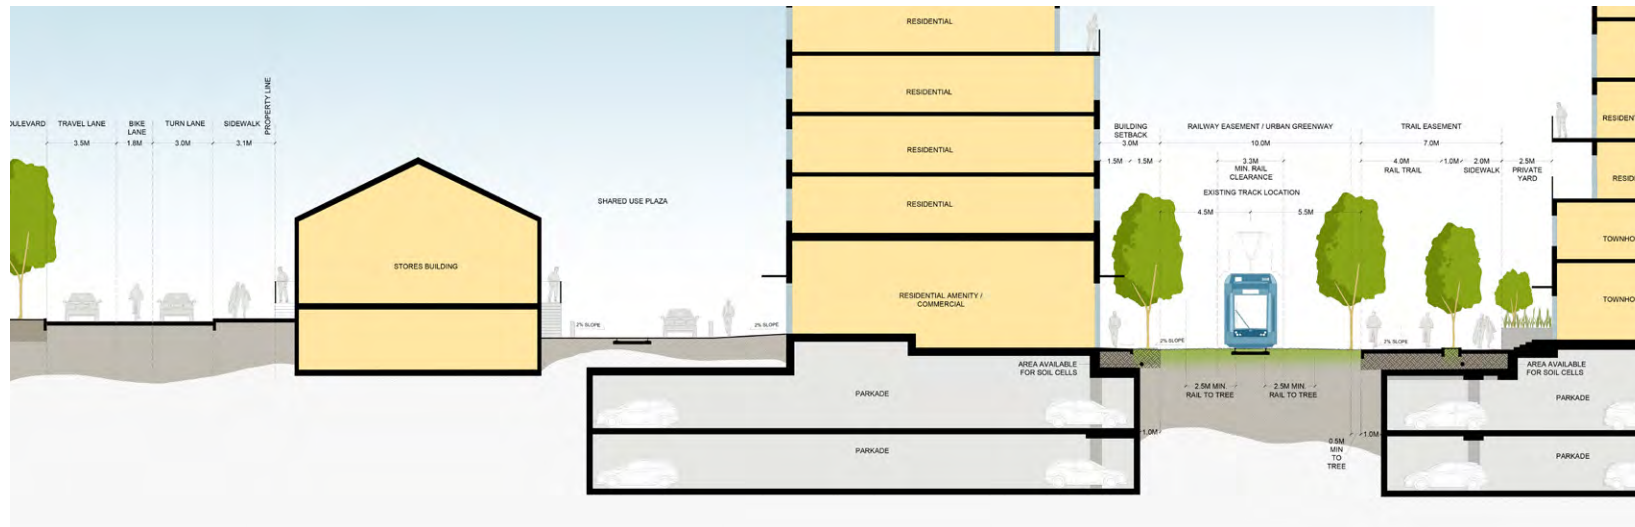 OULEVARD
TRAVEL LANE
3.5M
BIKE
LANE
1.8M
TURN LANE
3.0M
SIDEWALK
3.1M
PROPERTY LINE
STORES BUILDING
SHARED USE PLAZA
2% SLOPE
2% SLOPE
RESIDENTIAL
RESIDENTIAL
RESIDENTIAL
RESIDENTIAL
RESIDENTIAL AMENITY /
COMMERCIAL
PARKADE
PARKADE
BUILDING
SETBACK
3.0M
1.5M
1.5M
RAILWAY EASEMENT / URBAN GREENWAY
10.0M
3.3M
MIN. RAIL
CLEARANCE
EXISTING TRACK LOCATION
4.5M
5.5M
TRAIL EASEMENT
7.0M
4.0M
RAIL TRAIL
1.0M
2.0M
SIDEWALK
2.5M
PRIVATE
YARD
2% SLOPE
2% SLOPE
AREA AVAILABLE
FOR SOIL CELLS
2.5M MIN.
RAIL TO TREE
2.5M MIN.
RAIL TO TREE
1.0M
0.5M
MIN
TO
TREE
1.0M
AREA AVAILABLE
FOR SOIL CELLS
RESIDEN
RESID
TOWNHO
TOWNHO
PARKADE
PARKADE